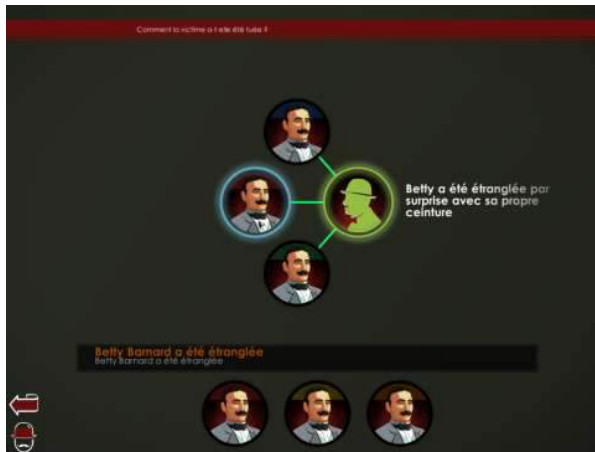 Comment la victime a-t-elle été tuée ?
Betty a été étranglée par
surprise avec sa propre
ceinture
Betty Barnard a été étranglée
Betty Barnard a été étranglée